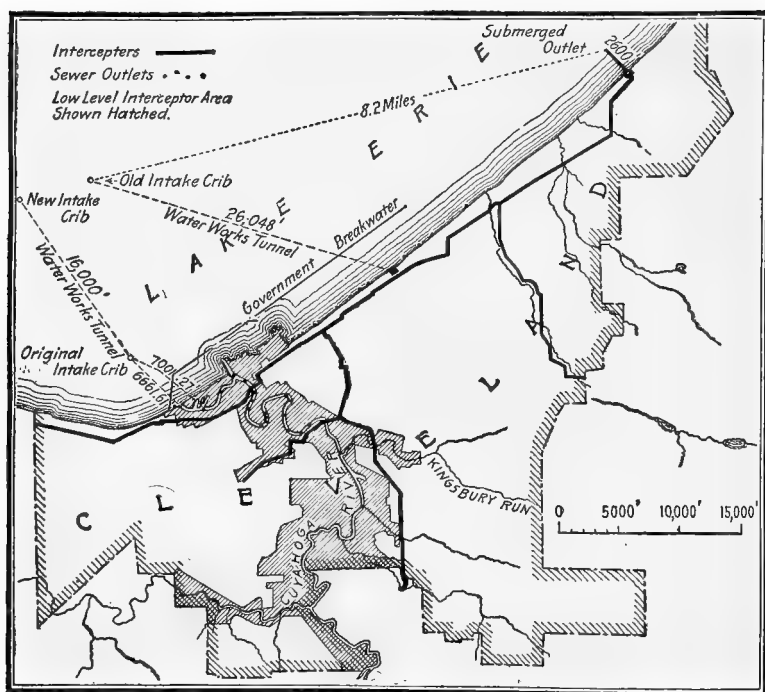 Intercepters
Sewer Outlets
Low Level Interceptor Area
Shown Hatched.
Submerged
Outlet
2600'
8.2 Miles
LAKE ERIE
Old Intake Crib
New Intake
Crib
26,048'
Water Works Tunnel
Government Breakwater
16,000'
Water Works Tunnel
Original
Intake Crib
CLEVELAND
KINGSBURY RUN
CUYAHOGA RIVER
0 5000' 10,000' 15,000'